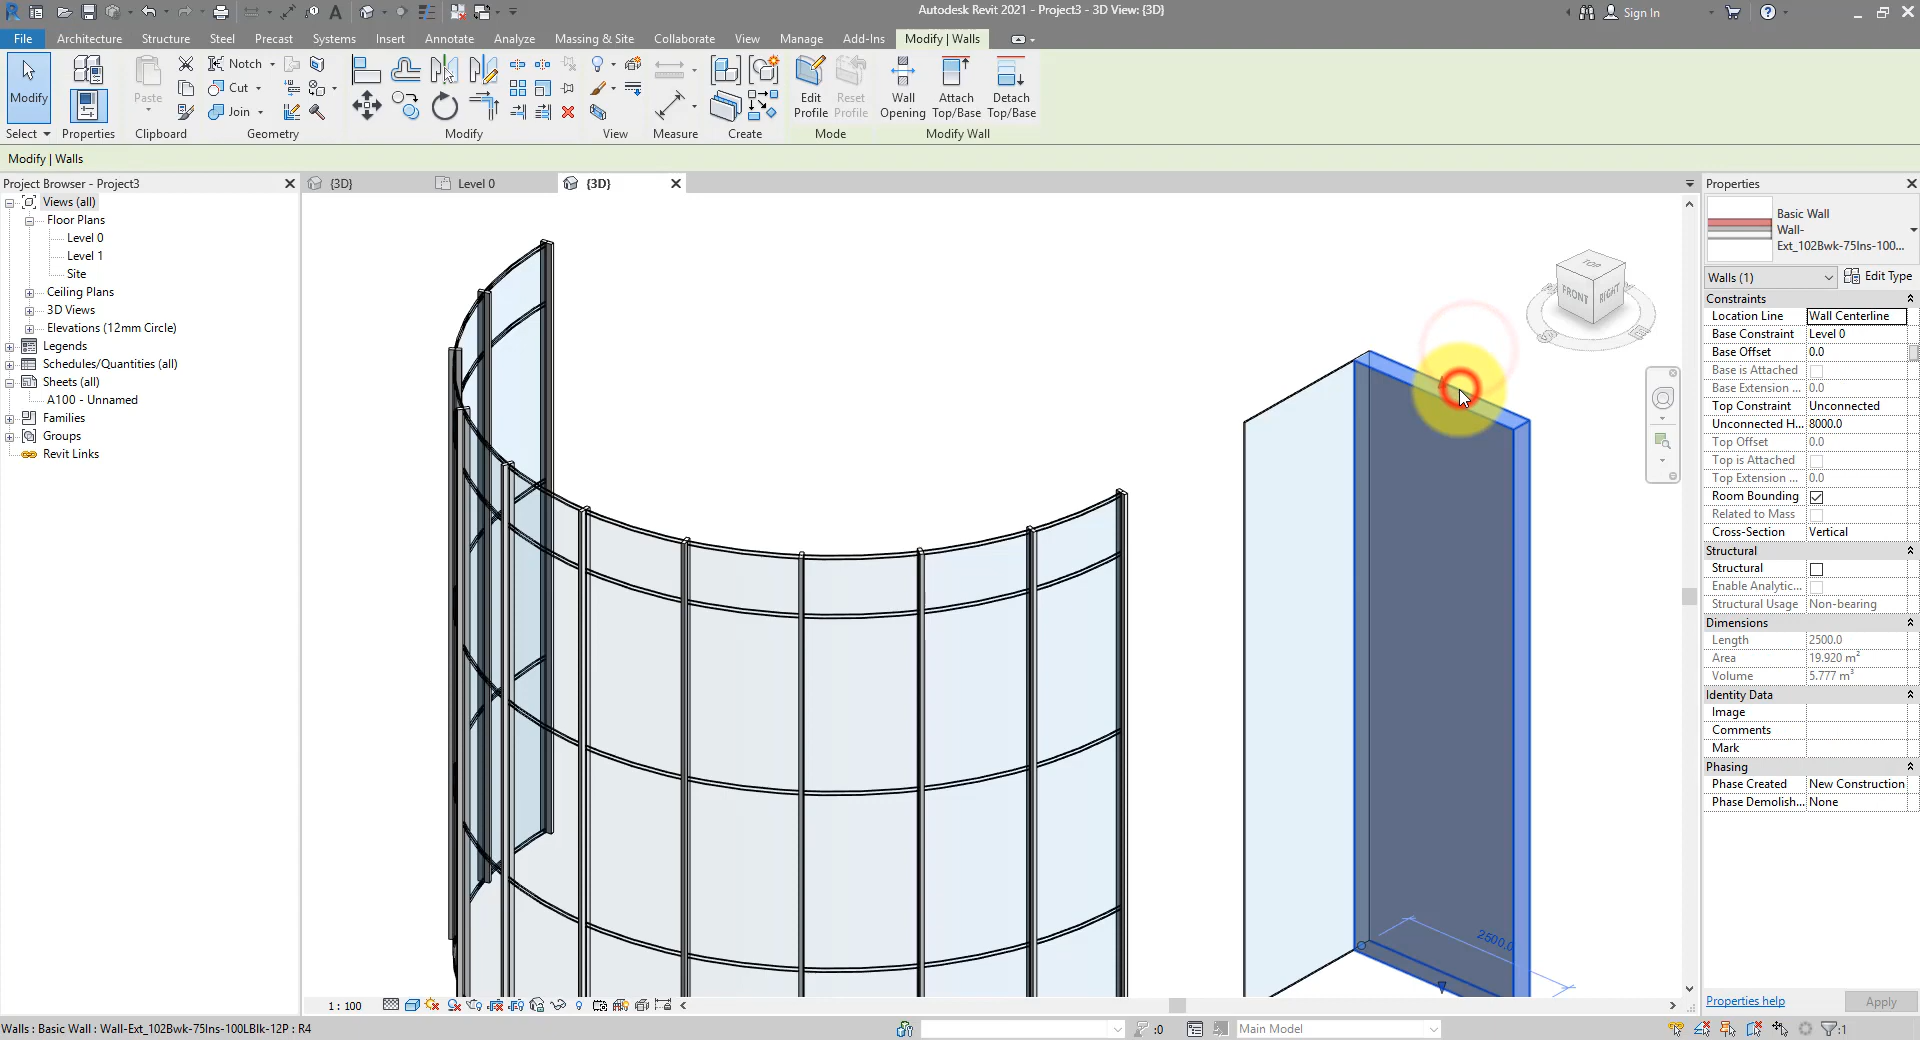 Autodesk Revit 2021 - Project3 - 3D View: {3D}
Sign In
File
Architecture
Structure
Steel
Precast
Systems
Insert
Annotate
Analyze
Massing & Site
Collaborate
View
Manage
Add-Ins
Modify | Walls
Modify
Paste
Notch
Cut
Join
Edit
Profile
Reset
Profile
Wall
Opening
Attach
Top/Base
Detach
Top/Base
Select
Properties
Clipboard
Geometry
Modify
View
Measure
Create
Mode
Modify Wall
Modify | Walls
Project Browser - Project3
{3D}
Level 0
{3D}
Views (all)
Floor Plans
Level 0
Level 1
Site
Ceiling Plans
3D Views
Elevations (12mm Circle)
Legends
Schedules/Quantities (all)
Sheets (all)
A100 - Unnamed
Families
Groups
Revit Links
TOP
FRONT
RIGHT
2500.0
Properties
Basic Wall
Wall-
Ext_102Bwk-75Ins-100...
Walls (1)
Edit Type
Constraints
Location Line Wall Centerline
Base Constraint Level 0
Base Offset 0.0
Base is Attached
Base Extension ... 0.0
Top Constraint Unconnected
Unconnected H... 8000.0
Top Offset 0.0
Top is Attached
Top Extension ... 0.0
Room Bounding
Related to Mass
Cross-Section Vertical
Structural
Structural
Enable Analytic...
Structural Usage Non-bearing
Dimensions
Length 2500.0
Area 19.920 m²
Volume 5.777 m³
Identity Data
Image
Comments
Mark
Phasing
Phase Created New Construction
Phase Demolish... None
Properties help
Apply
1 : 100
Walls : Basic Wall : Wall-Ext_102Bwk-75Ins-100LBlk-12P : R4
:0
Main Model
:1